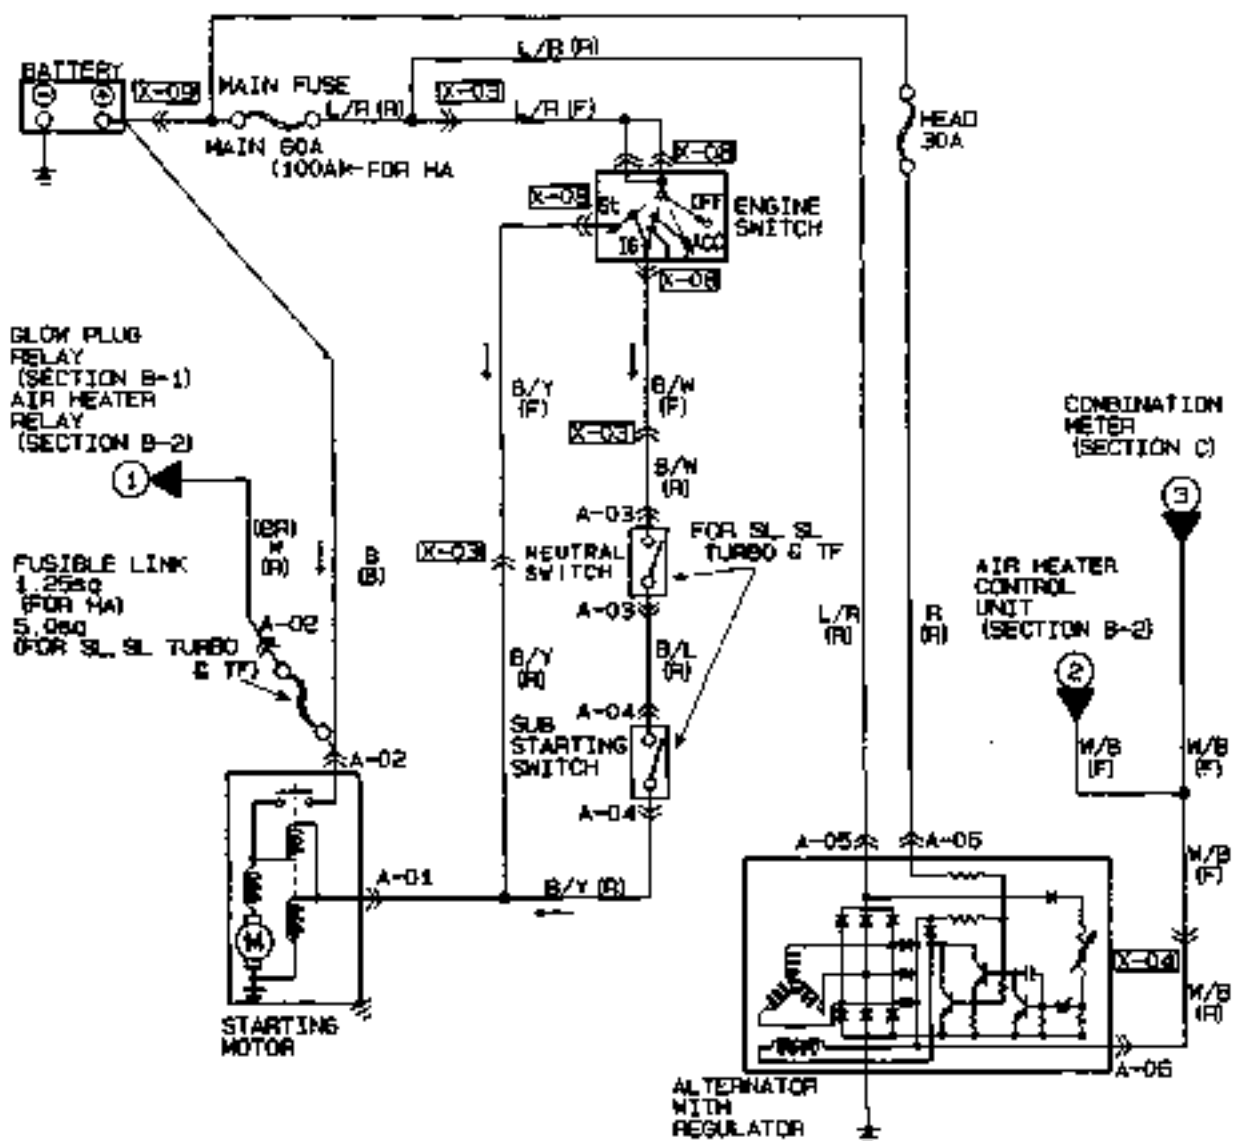 BATTERY
X-09
MAIN FUSE
L/R (R)
MAIN 60A
(100A)←FOR HA
X-03
L/R (R)
L/R (F)
HEAD
30A
X-08
X-08
St
OFF
IG
ACC
ENGINE
SWITCH
X-08
GLOW PLUG
RELAY
(SECTION B-1)
AIR HEATER
RELAY
(SECTION B-2)
1
(BR)
(R)
FUSIBLE LINK
1.25sq
(FOR HA)
5.0sq
(FOR SL, SL TURBO
& TF)
A-02
B
(B)
A-02
B/Y
(F)
B/W
(F)
X-03
B/W
(R)
A-03
X-03
NEUTRAL
SWITCH
FOR SL, SL
TURBO & TF
A-03
B/Y
(R)
B/L
(R)
A-04
SUB
STARTING
SWITCH
A-04
A-01
B/Y (R)
STARTING
MOTOR
M
L/R
(R)
R
(R)
COMBINATION
METER
(SECTION C)
3
AIR HEATER
CONTROL
UNIT
(SECTION B-2)
2
W/B
(F)
W/B
(F)
A-05
A-05
W/B
(F)
X-04
W/B
(R)
A-06
ALTERNATOR
WITH
REGULATOR